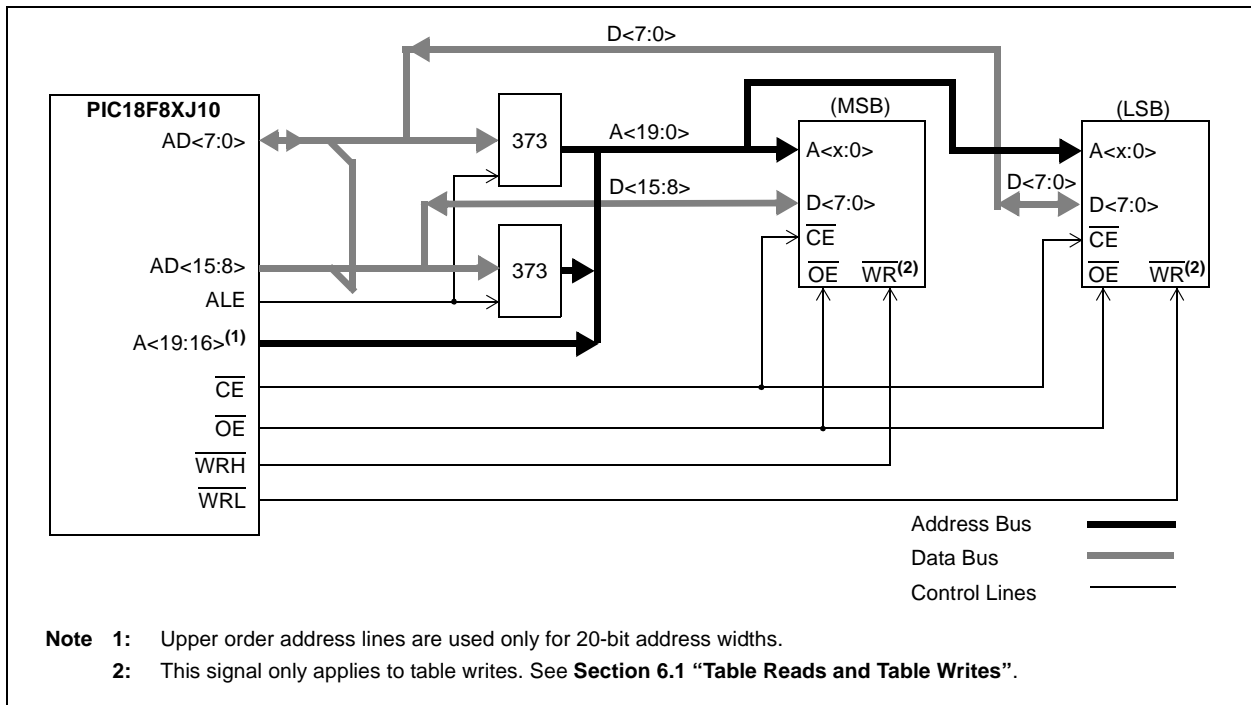 D<7:0>
PIC18F8XJ10
AD<7:0>
373
A<19:0>
(MSB)
A<x:0>
(LSB)
A<x:0>
D<15:8>
D<7:0>
D<7:0>
D<7:0>
CE
CE
AD<15:8>
373
OE
WR(2)
OE
WR(2)
ALE
A<19:16>(1)
CE
OE
WRH
WRL
Address Bus
Data Bus
Control Lines
Note 1: Upper order address lines are used only for 20-bit address widths.
2: This signal only applies to table writes. See Section 6.1 “Table Reads and Table Writes”.